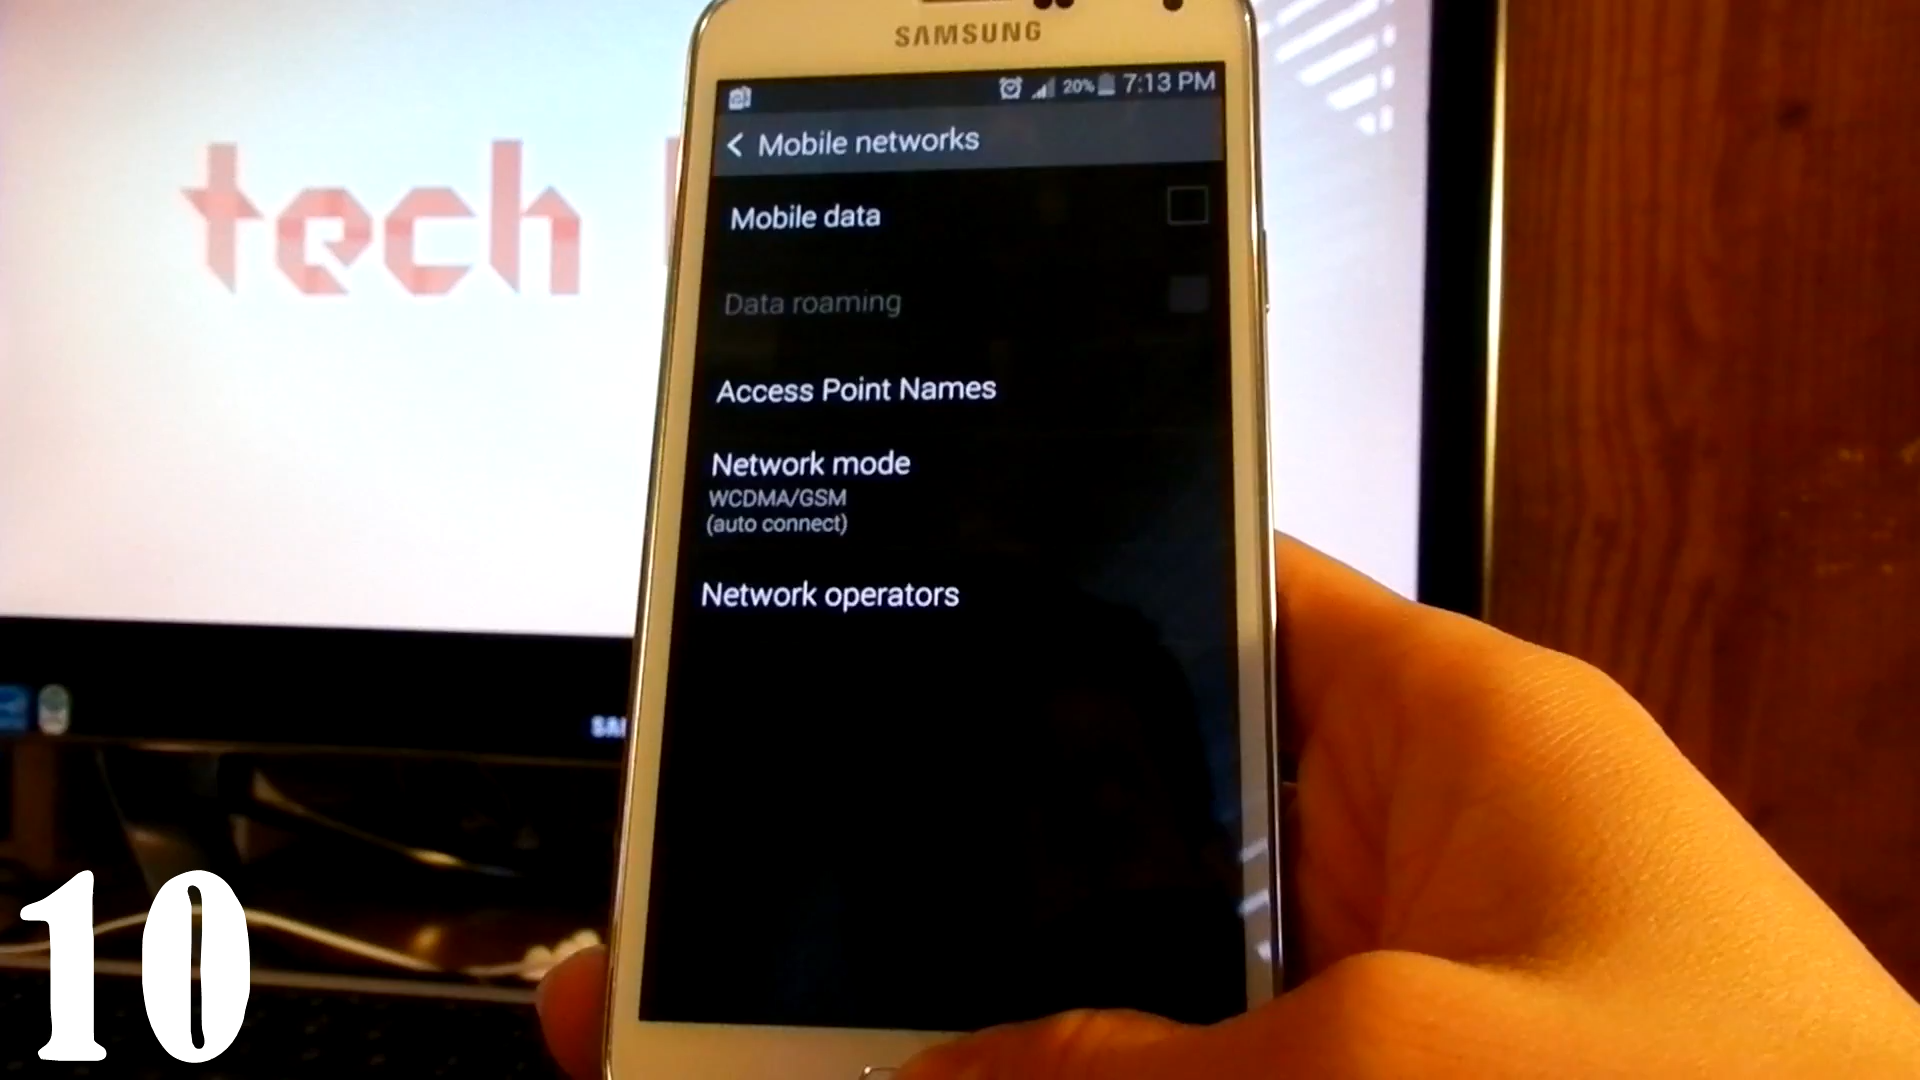 SAMSUNG
20% 7:13 PM
Mobile networks
Mobile data
Data roaming
Access Point Names
Network mode
WCDMA/GSM
(auto connect)
Network operators
tech
SA
10